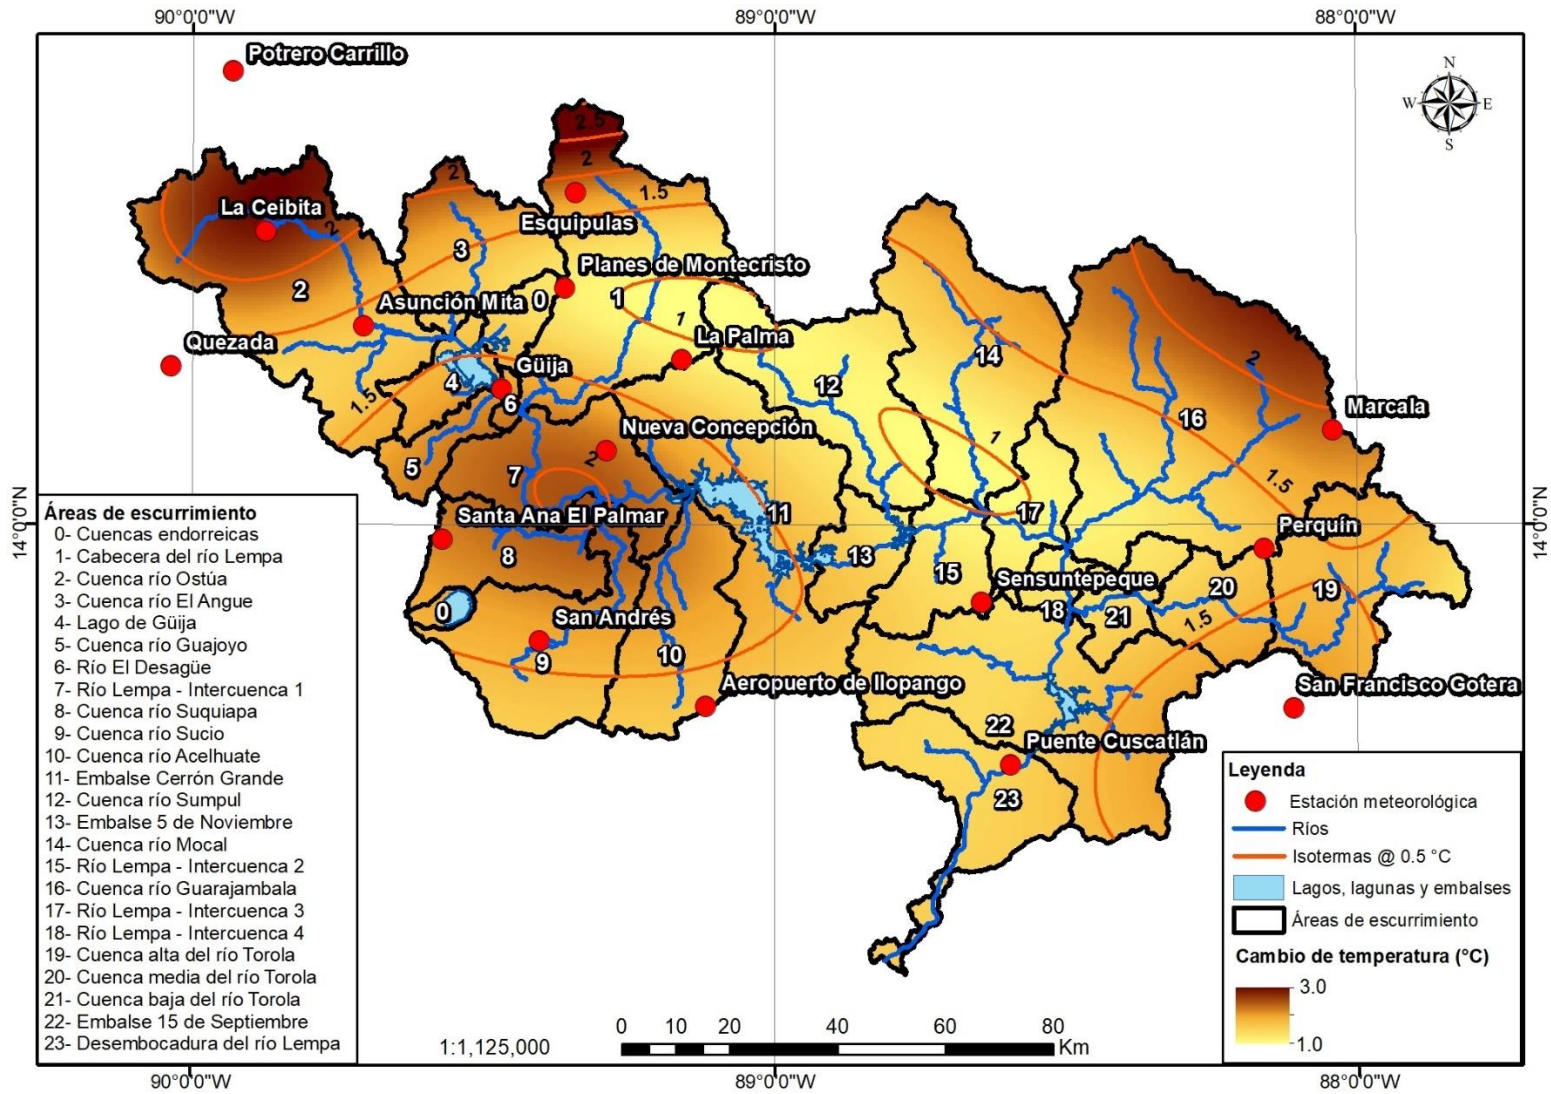 90°0'0"W
89°0'0"W
88°0'0"W
Potrero Carrillo
N
W
E
S
2.5
2
2
1.5
La Ceibita
2
Esquipulas
3
Planes de Montecristo
2
Asunción Mita
0
1
1
Quezada
La Palma
14
Güija
4
12
2
1.5
6
16
Marcala
Nueva Concepción
1
5
7
2
1.5
14°0'0"N
14°0'0"N
Santa Ana El Palmar
11
17
Perquín
8
13
15
Sensuntepeque
20
19
0
18
21
1.5
San Andrés
9
10
Aeropuerto de Ilopango
San Francisco Gotera
22
Puente Cuscatlán
23
Áreas de escurrimiento
0- Cuencas endorreicas
1- Cabecera del río Lempa
2- Cuenca río Ostúa
3- Cuenca río El Angue
4- Lago de Güija
5- Cuenca río Guajoyo
6- Río El Desagüe
7- Río Lempa - Intercuenca 1
8- Cuenca río Suquiapa
9- Cuenca río Sucio
10- Cuenca río Acelhuate
11- Embalse Cerrón Grande
12- Cuenca río Sumpul
13- Embalse 5 de Noviembre
14- Cuenca río Mocal
15- Río Lempa - Intercuenca 2
16- Cuenca río Guarajambala
17- Río Lempa - Intercuenca 3
18- Río Lempa - Intercuenca 4
19- Cuenca alta del río Torola
20- Cuenca media del río Torola
21- Cuenca baja del río Torola
22- Embalse 15 de Septiembre
23- Desembocadura del río Lempa
1:1,125,000
0 10 20 40 60 80
Km
Leyenda
Estación meteorológica
Ríos
Isotermas @ 0.5 °C
Lagos, lagunas y embalses
Áreas de escurrimiento
Cambio de temperatura (°C)
3.0
1.0
90°0'0"W
89°0'0"W
88°0'0"W